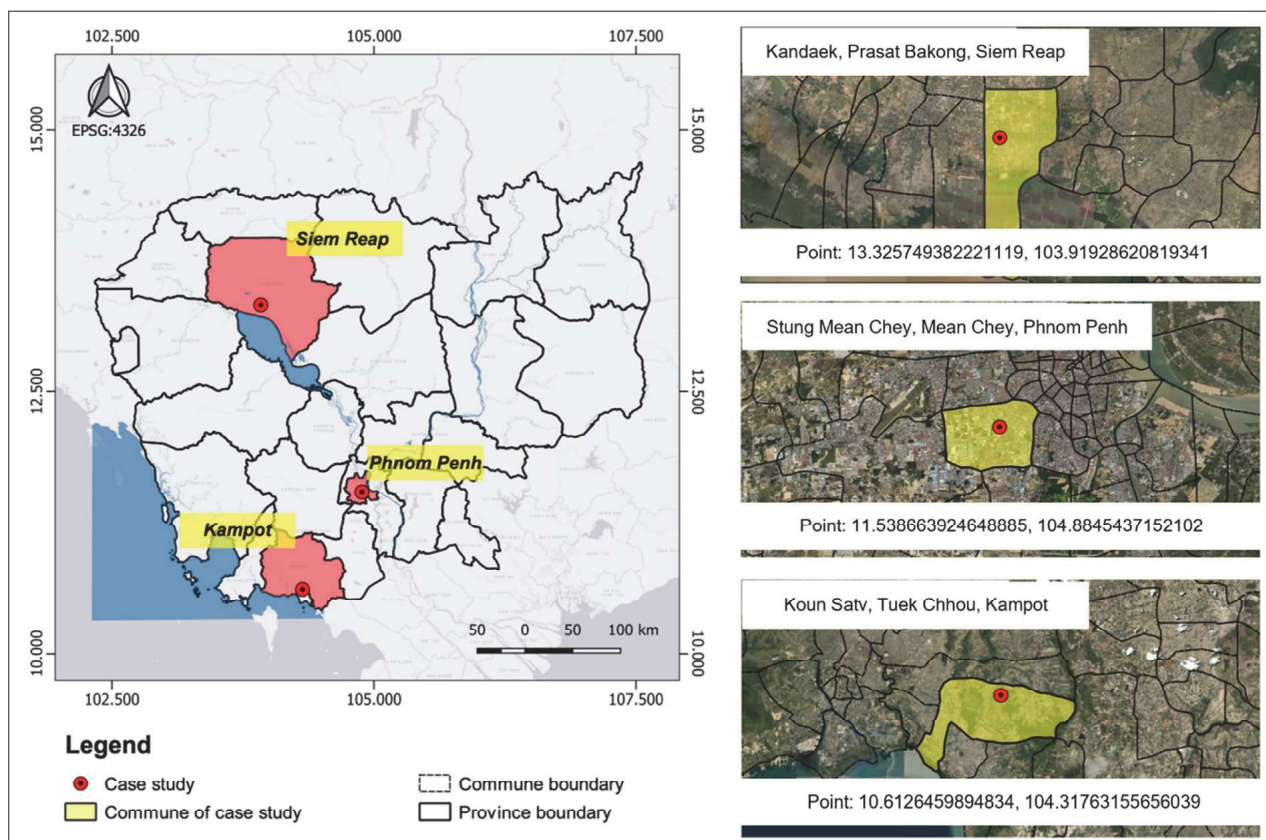 102.500 105.000 107.500
EPSG:4326
15.000
15.000
12.500
12.500
10.000
10.000
Siem Reap
Phnom Penh
Kampot
50 0 50 100 km
102.500 105.000 107.500
Legend
Case study
Commune of case study
Commune boundary
Province boundary
Kandaek, Prasat Bakong, Siem Reap
Point: 13.325749382221119, 103.91928620819341
Stung Mean Chey, Mean Chey, Phnom Penh
Point: 11.538663924648885, 104.8845437152102
Koun Satv, Tuek Chhou, Kampot
Point: 10.6126459894834, 104.31763155656039